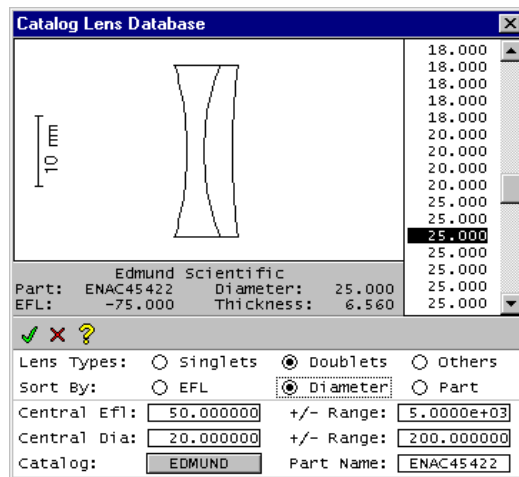 Catalog Lens Database
10 mm
18.000
18.000
18.000
18.000
18.000
20.000
20.000
20.000
20.000
25.000
25.000
25.000
25.000
25.000
25.000
25.000
Edmund Scientific
Part: ENAC45422 Diameter: 25.000
EFL: -75.000 Thickness: 6.560
Lens Types: Singlets Doublets Others
Sort By: EFL Diameter Part
Central Efl: 50.000000 +/- Range: 5.0000e+03
Central Dia: 20.000000 +/- Range: 200.000000
Catalog: EDMUND Part Name: ENAC45422